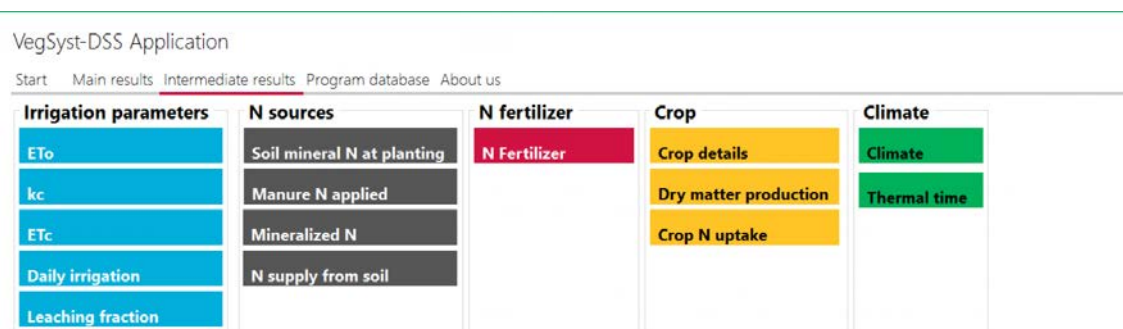 VegSyst-DSS Application
Start Main results Intermediate results Program database About us
Irrigation parameters
ETo
kc
ETc
Daily irrigation
Leaching fraction
N sources
Soil mineral N at planting
Manure N applied
Mineralized N
N supply from soil
N fertilizer
N Fertilizer
Crop
Crop details
Dry matter production
Crop N uptake
Climate
Climate
Thermal time